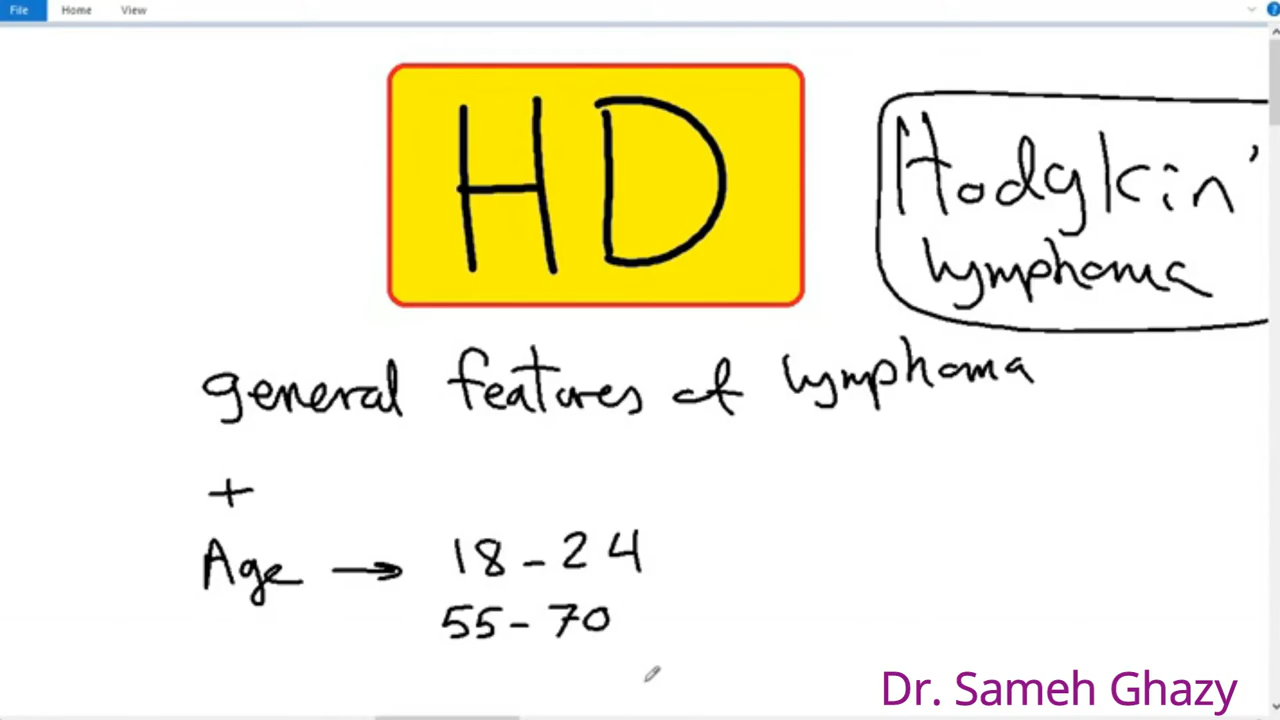 File Home View
HD
Hodgkin'
lymphoma
general features of lymphoma
+
Age → 18 - 24
55 - 70
Dr. Sameh Ghazy